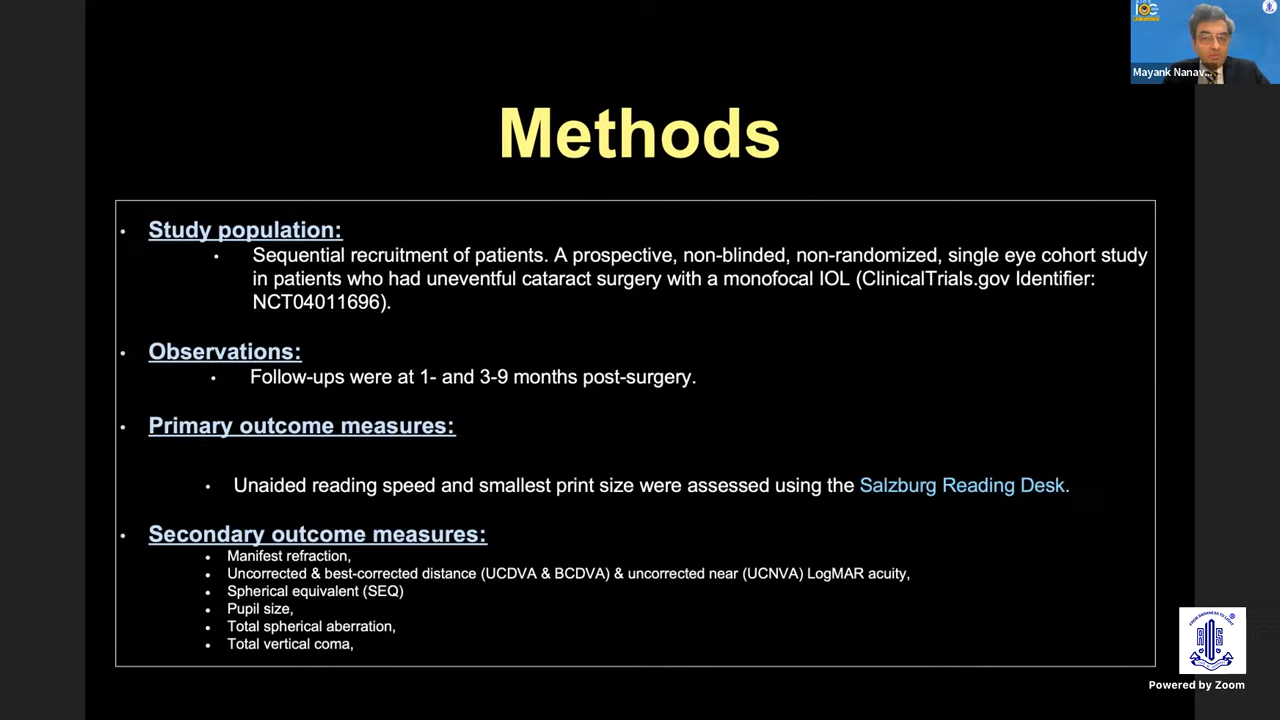 IOC
Mayank Nanav...
Methods
• Study population:
• Sequential recruitment of patients. A prospective, non-blinded, non-randomized, single eye cohort study
in patients who had uneventful cataract surgery with a monofocal IOL (ClinicalTrials.gov Identifier:
NCT04011696).
• Observations:
• Follow-ups were at 1- and 3-9 months post-surgery.
• Primary outcome measures:
• Unaided reading speed and smallest print size were assessed using the Salzburg Reading Desk.
• Secondary outcome measures:
• Manifest refraction,
• Uncorrected & best-corrected distance (UCDVA & BCDVA) & uncorrected near (UCNVA) LogMAR acuity,
• Spherical equivalent (SEQ)
• Pupil size,
• Total spherical aberration,
• Total vertical coma,
Powered by Zoom